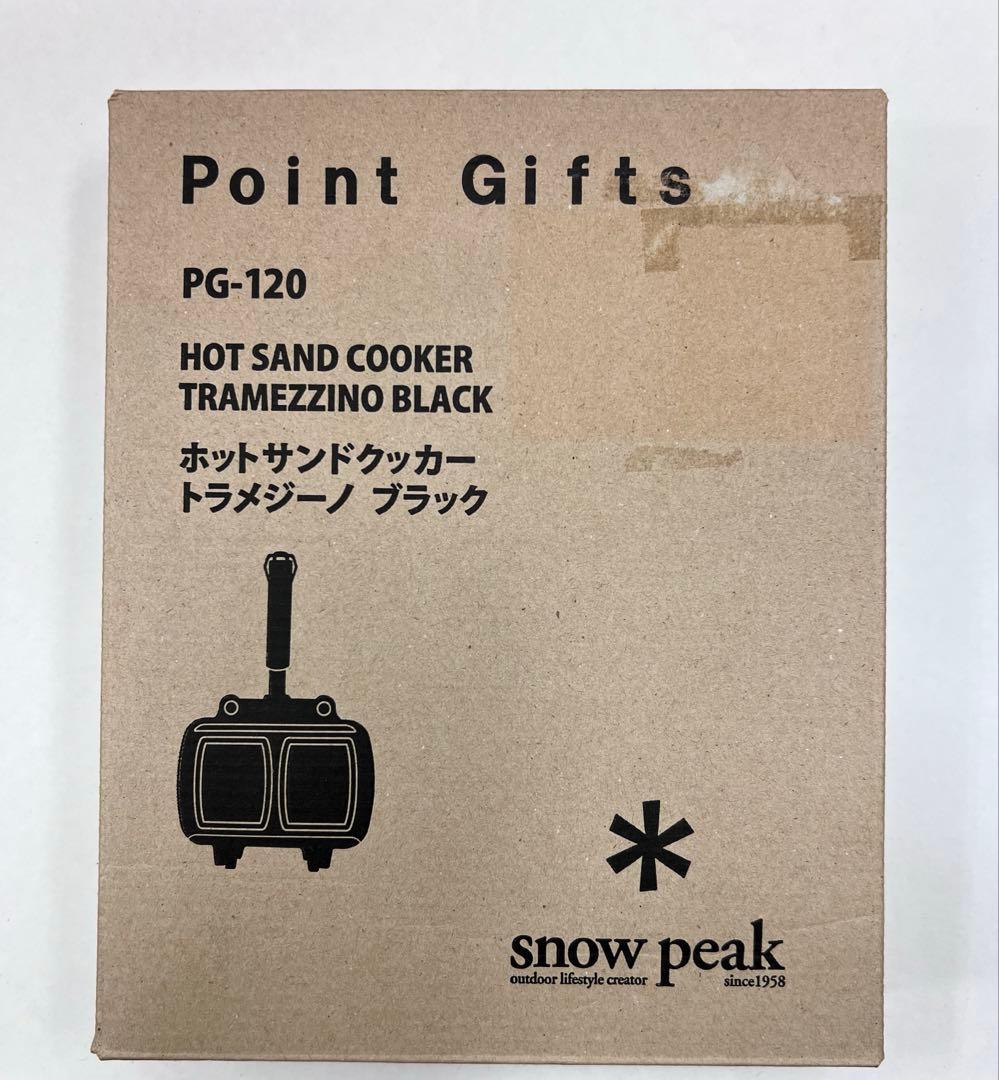 Point Gifts
PG-120
HOT SAND COOKER
TRAMEZZINO BLACK
ホットサンドクッカー
トラメジーノ ブラック
snow peak
outdoor lifestyle creator since1958